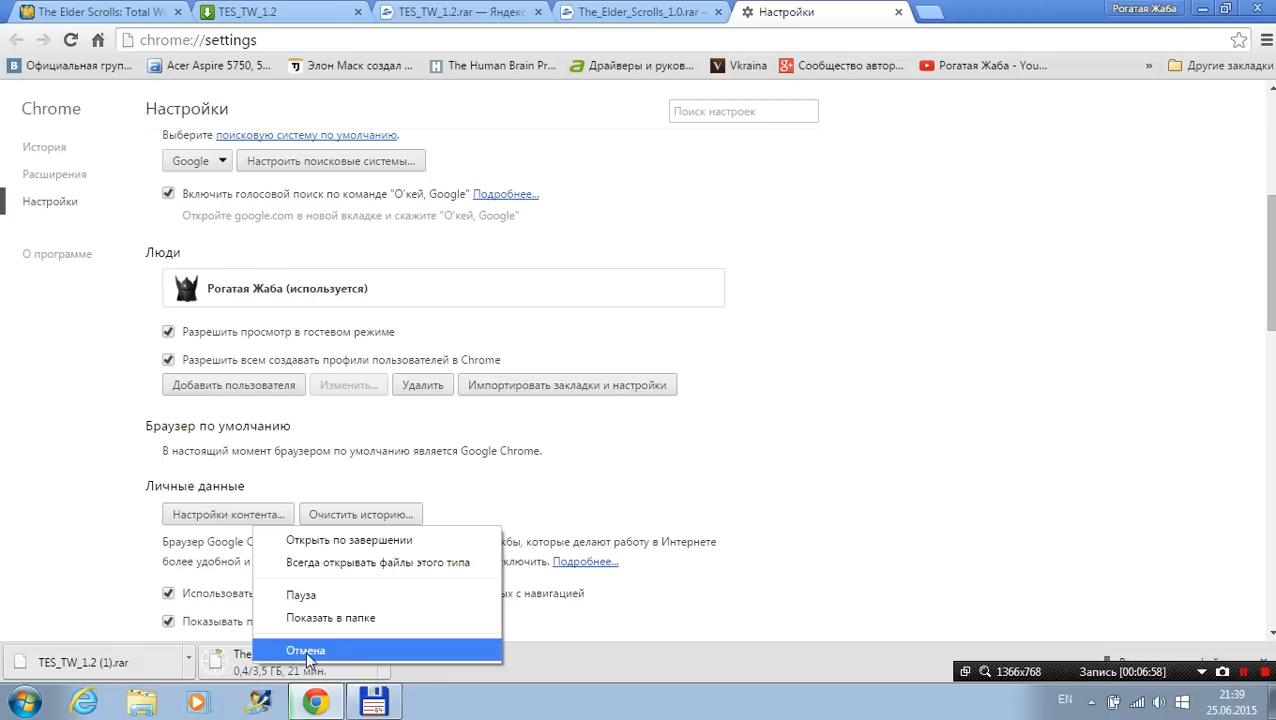 The Elder Scrolls: Total W
TES_TW_1.2
TES_TW_1.2.rar — Яндекс
The_Elder_Scrolls_1.0.rar —
Настройки
Рогатая Жаба
chrome://settings
Официальная груп...
Acer Aspire 5750, 5...
Элон Маск создал ...
The Human Brain Pr...
Драйверы и руков...
Vkraina
Сообщество автор...
Рогатая Жаба - You...
»
Другие закладки
Chrome
История
Расширения
Настройки
О программе
Настройки
Поиск настроек
Выберите поисковую систему по умолчанию.
Google
Настроить поисковые системы...
Включить голосовой поиск по команде "О'кей, Google" Подробнее...
Откройте google.com в новой вкладке и скажите "О'кей, Google"
Люди
Рогатая Жаба (используется)
Разрешить просмотр в гостевом режиме
Разрешить всем создавать профили пользователей в Chrome
Добавить пользователя
Изменить...
Удалить
Импортировать закладки и настройки
Браузер по умолчанию
В настоящий момент браузером по умолчанию является Google Chrome.
Личные данные
Настройки контента...
Очистить историю...
Браузер Google C
жбы, которые делают работу в Интернете
более удобной и
тключить. Подробнее...
Использовать
с с навигацией
Показывать п
Открыть по завершении
Всегда открывать файлы этого типа
Пауза
Показать в папке
Отмена
TES_TW_1.2 (1).rar
The
0,4/3,5 ГБ, 21 мин.
1366x768
Запись [00:06:58]
EN
21:39
25.06.2015